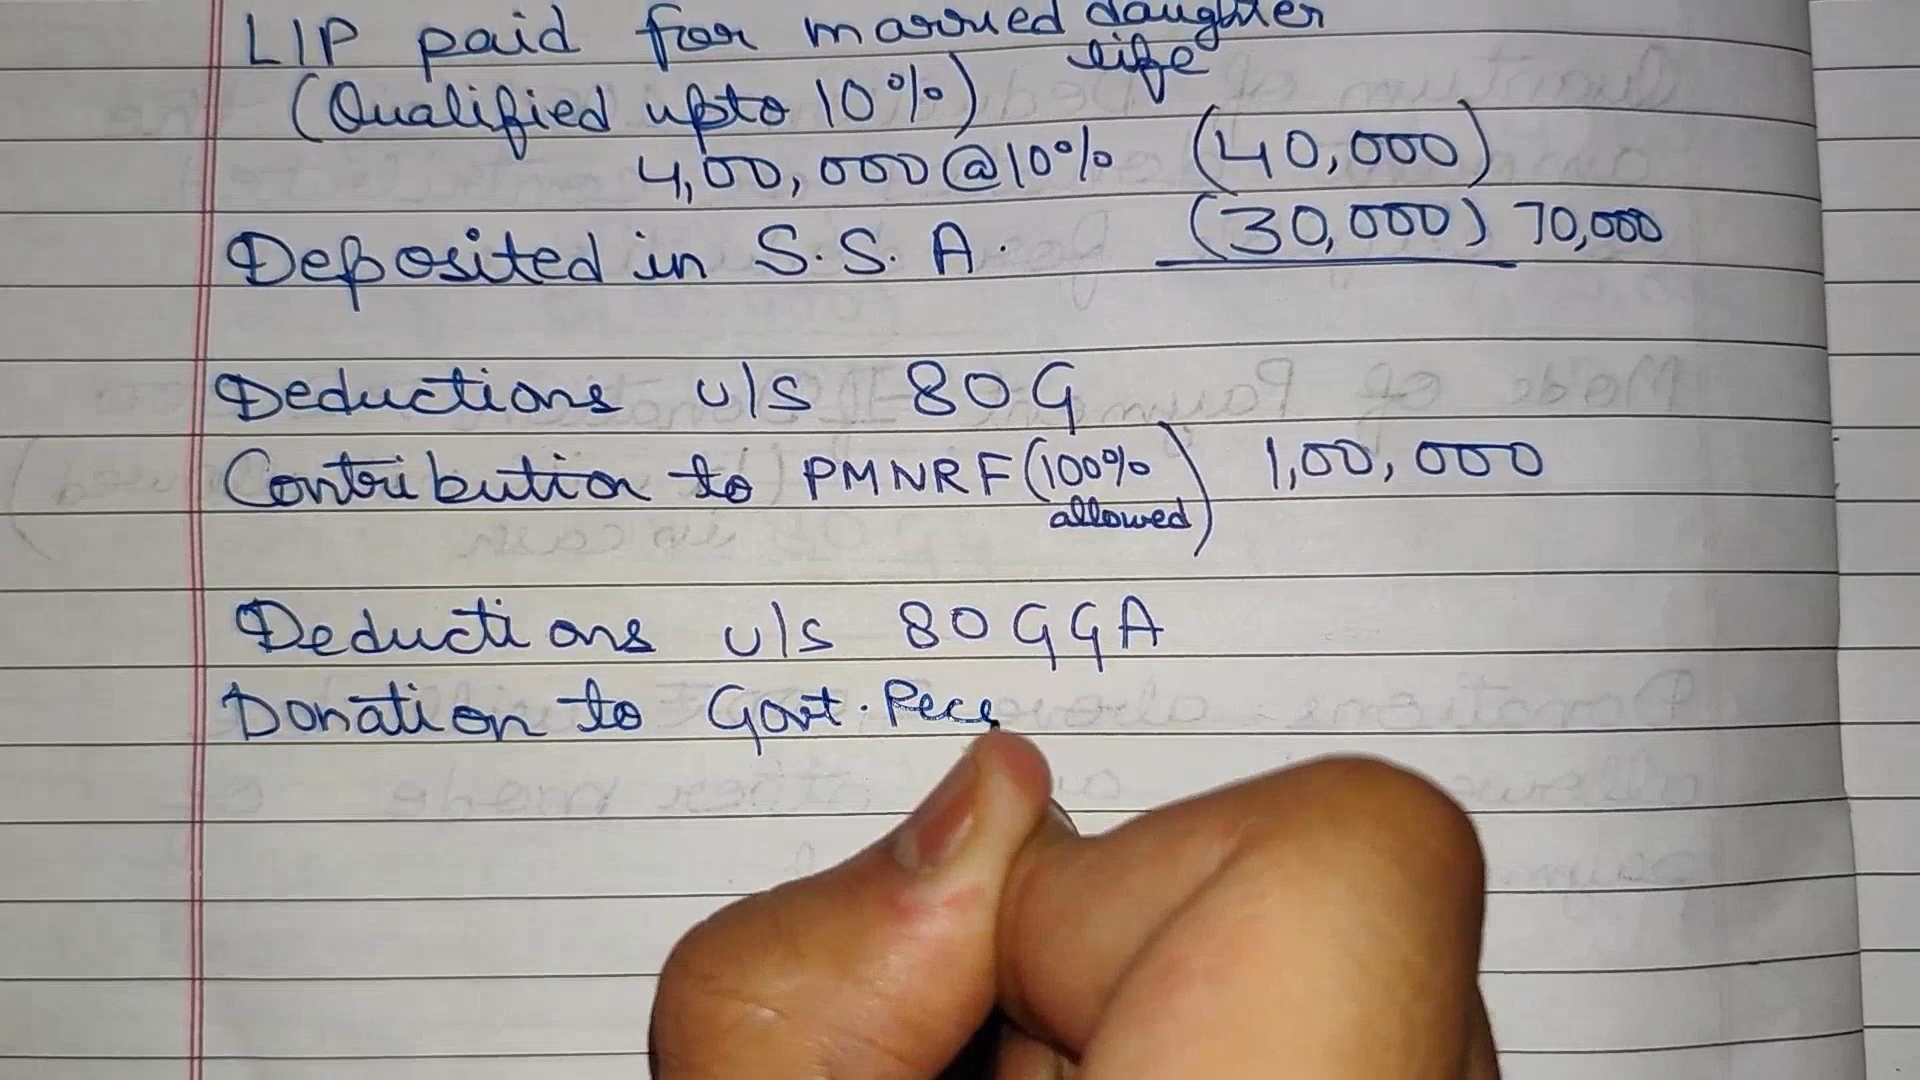 LIP paid for married daughter
life
(Qualified upto 10%)
4,00,000@10% (40,000)
Deposited in S.S.A. (30,000) 70,000
Deductions u/s 80G
Contribution to PMNRF (100% allowed) 1,00,000
Deductions u/s 80GGA
Donation to Govt.